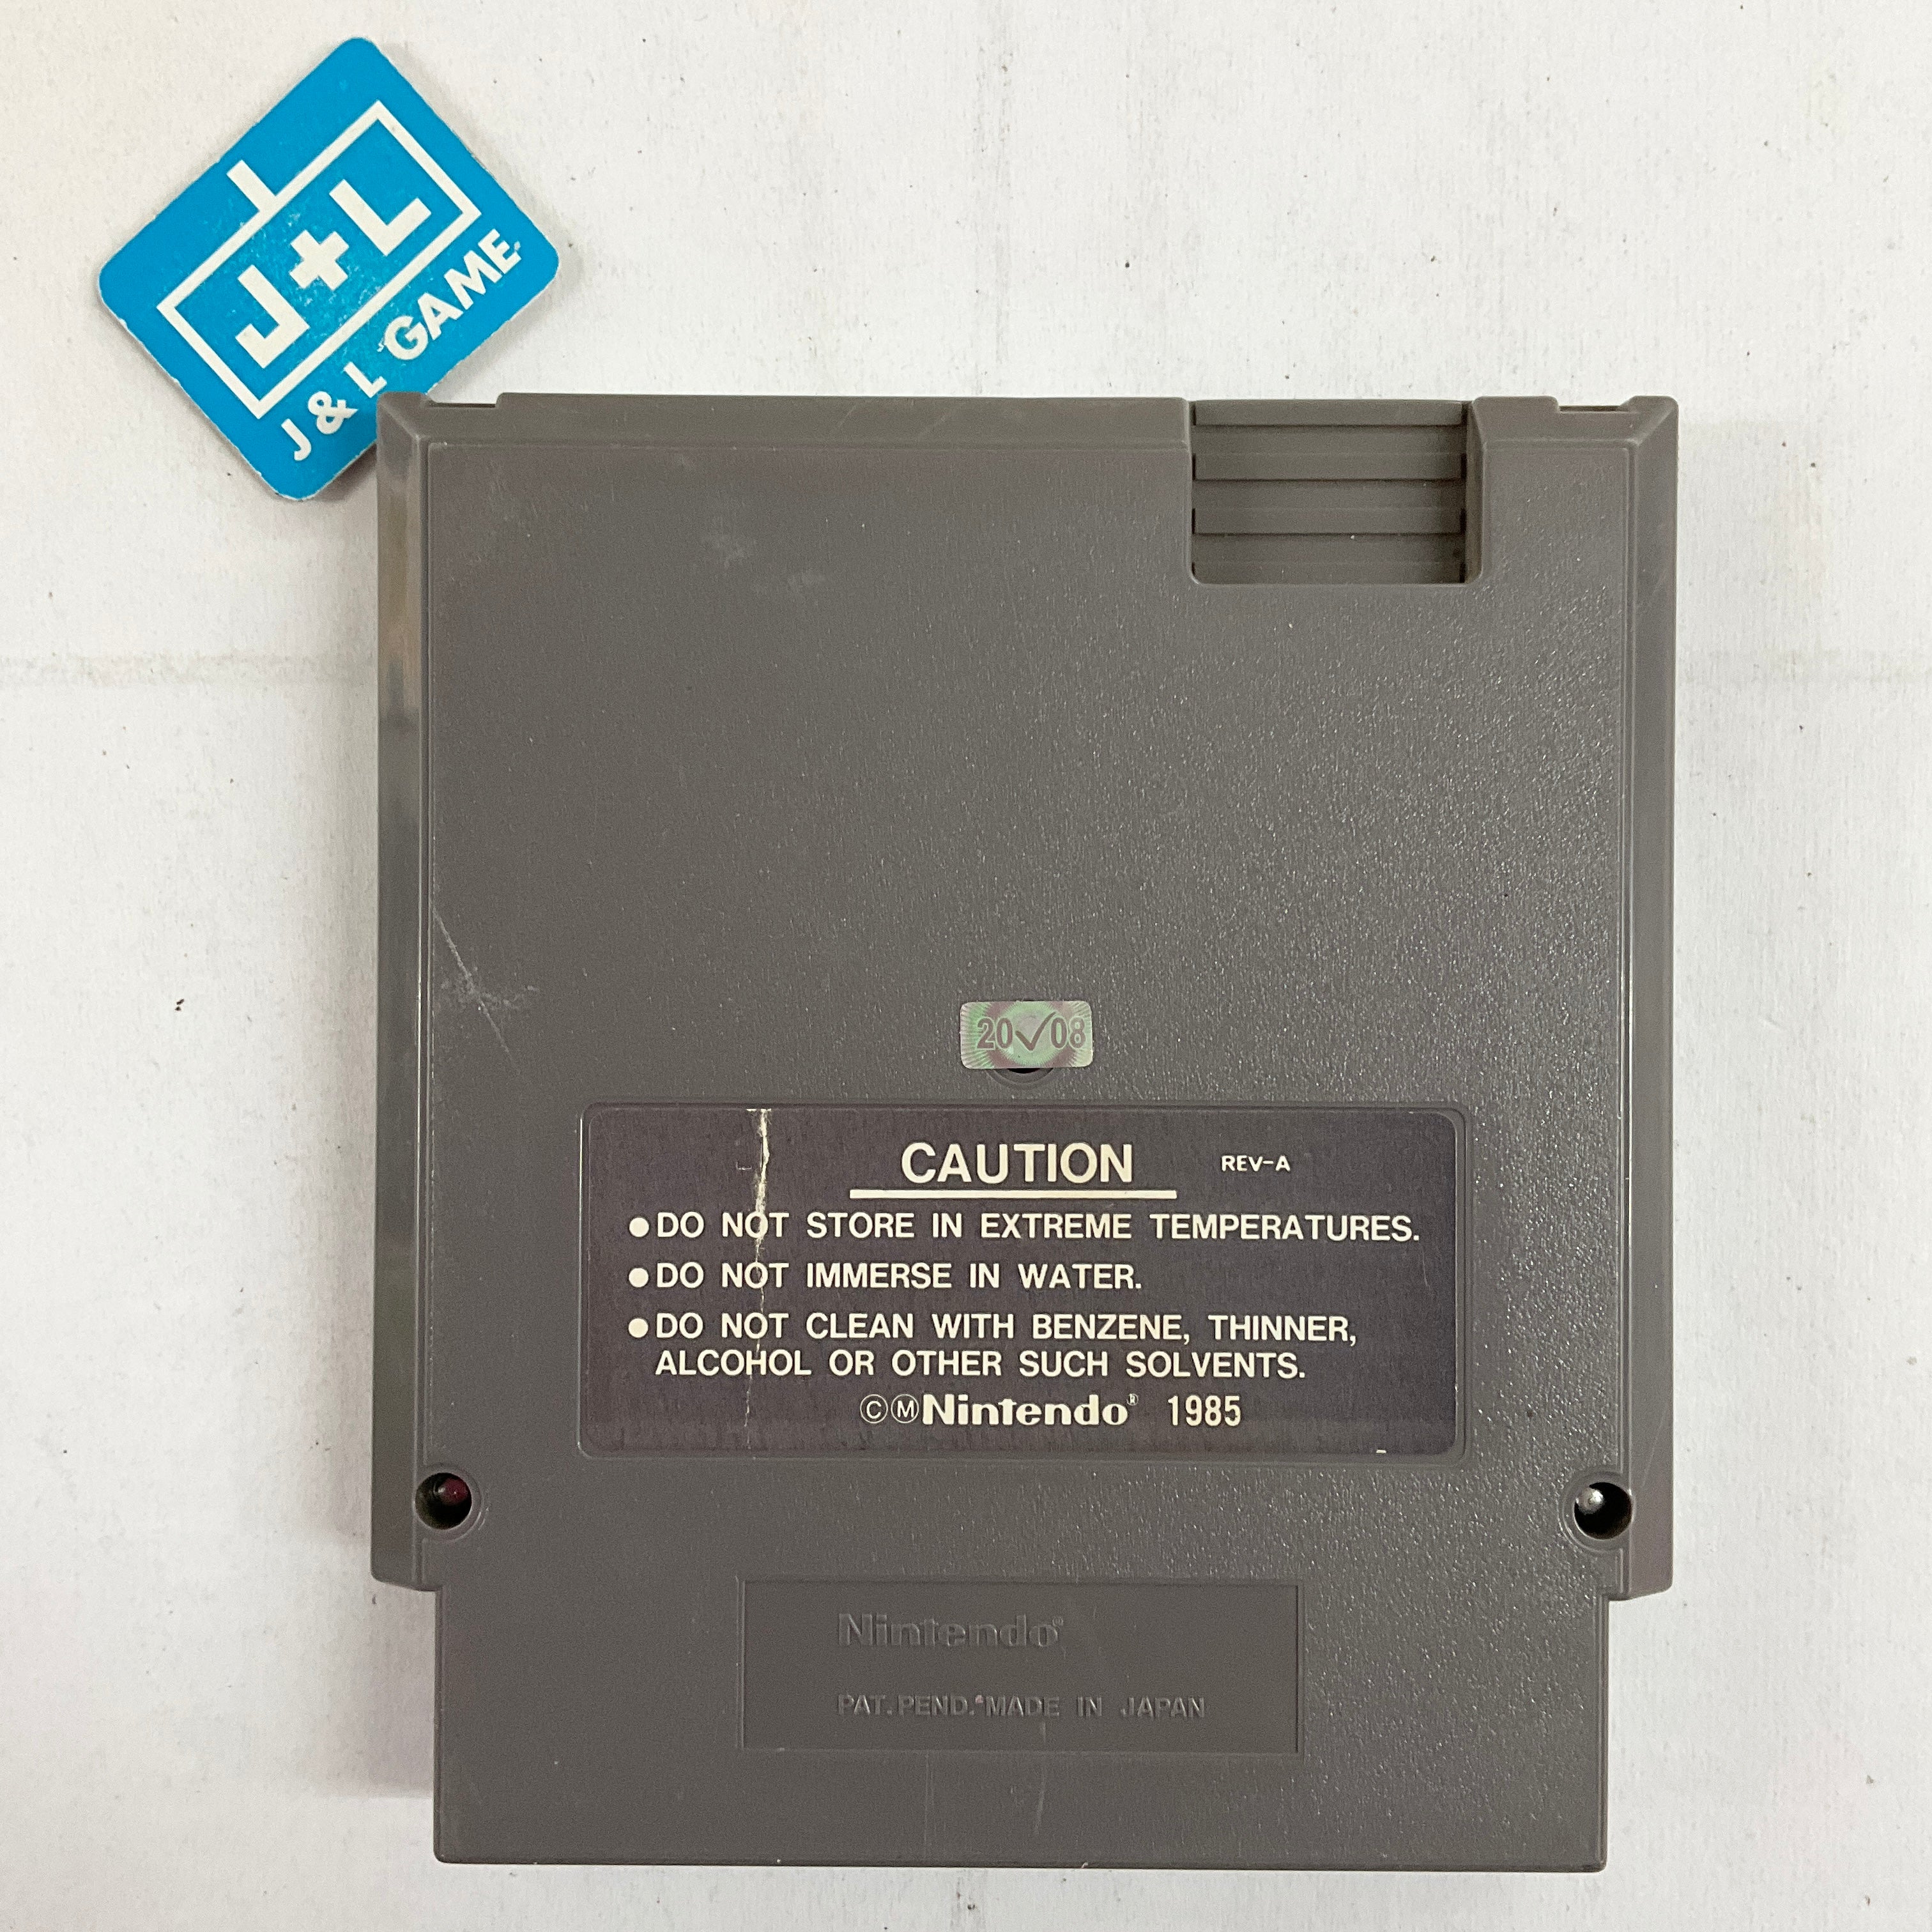 J+L
J & L GAME
20✓08
CAUTION REV-A
●DO NOT STORE IN EXTREME TEMPERATURES.
●DO NOT IMMERSE IN WATER.
●DO NOT CLEAN WITH BENZENE, THINNER,
ALCOHOL OR OTHER SUCH SOLVENTS.
©ⓂNintendo® 1985
Nintendo®
PAT. PEND. MADE IN JAPAN